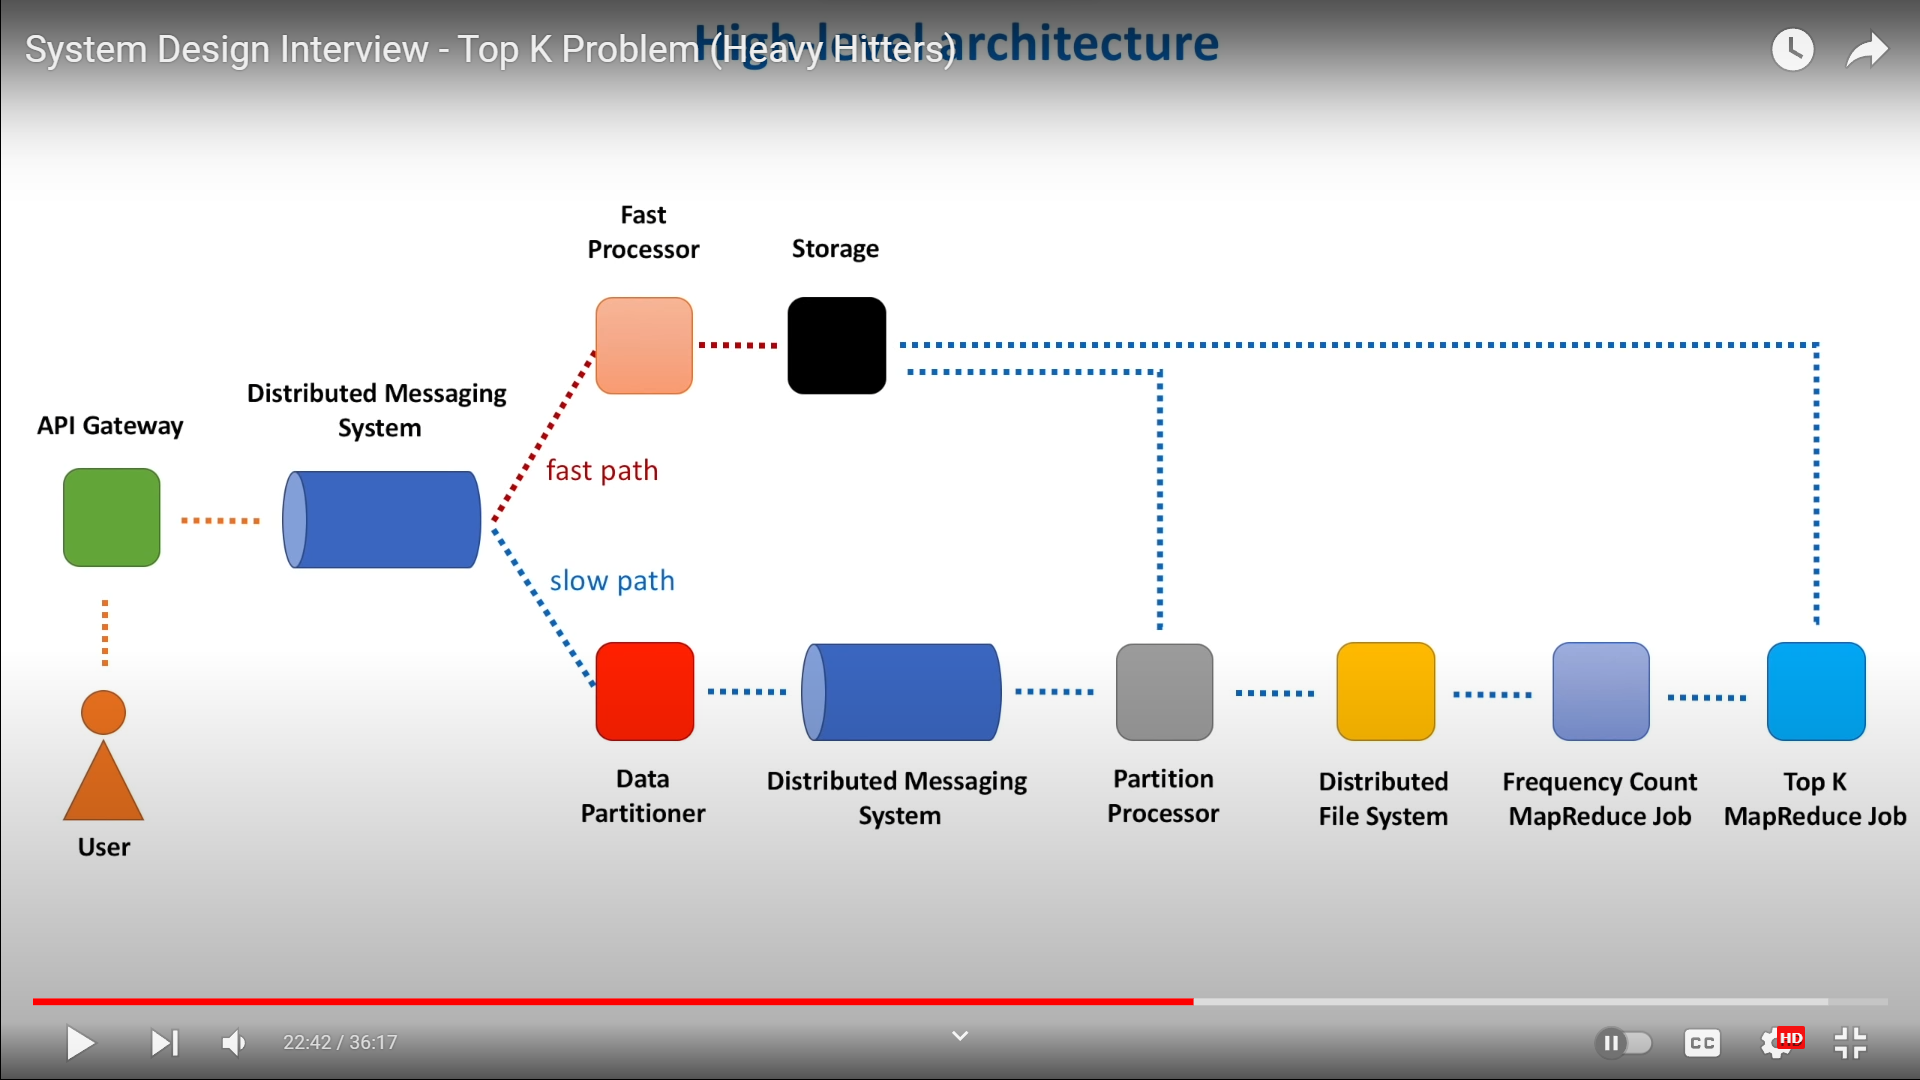 System Design Interview - Top K Problem (Heavy Hitters)
High-level architecture
Fast
Processor
Storage
Distributed Messaging
System
API Gateway
fast path
slow path
User
Data
Partitioner
Distributed Messaging
System
Partition
Processor
Distributed
File System
Frequency Count
MapReduce Job
Top K
MapReduce Job
22:42 / 36:17
CC
HD